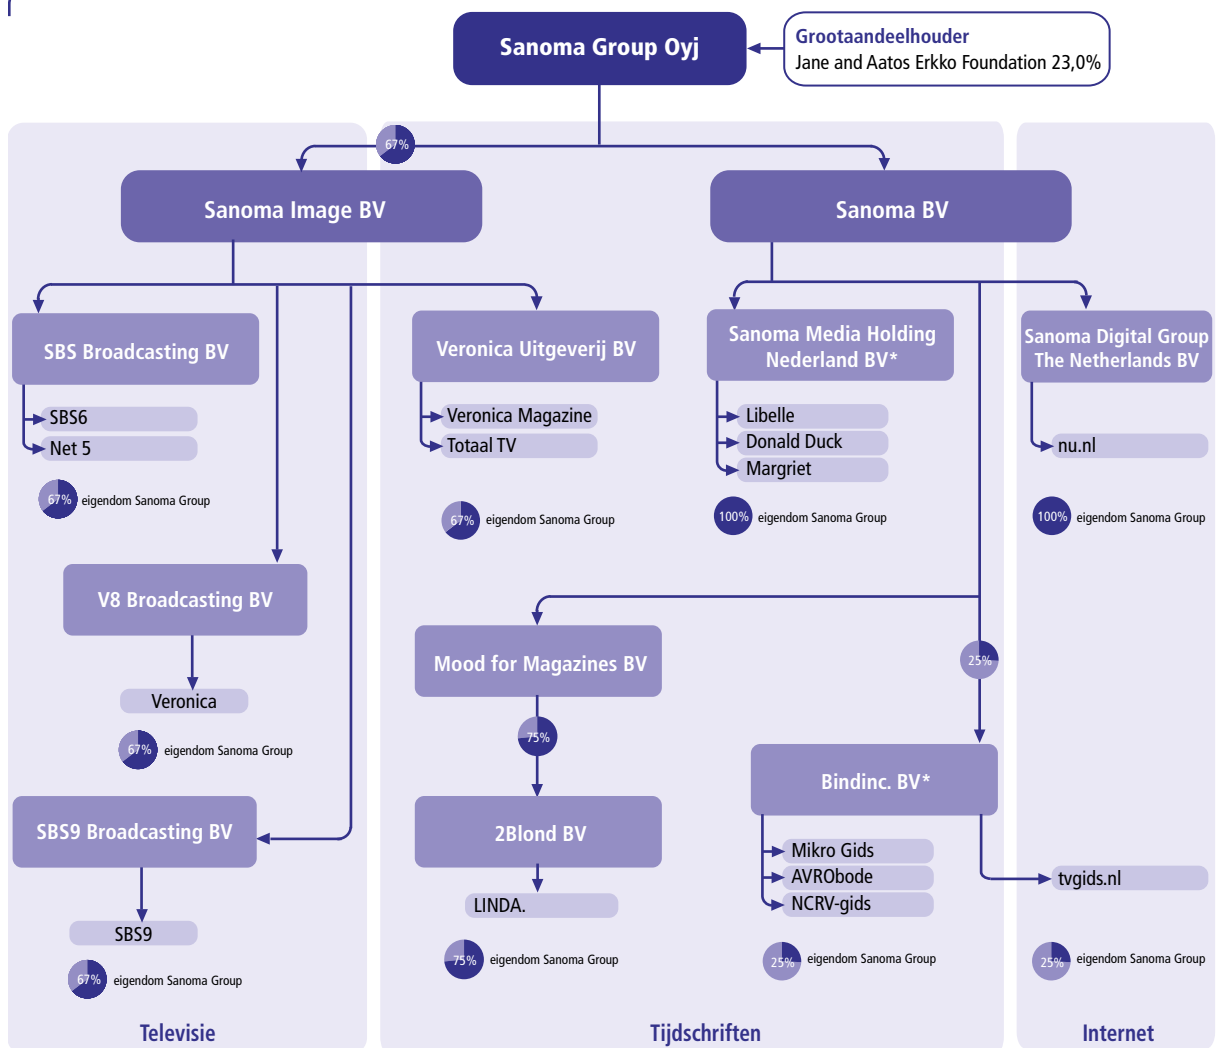 Sanoma Group Oyj
Grootaandeelhouder
Jane and Aatos Erkko Foundation 23,0%
67%
Sanoma Image BV
Sanoma BV
SBS Broadcasting BV
SBS6
Net 5
67% eigendom Sanoma Group
Veronica Uitgeverij BV
Veronica Magazine
Totaal TV
67% eigendom Sanoma Group
Sanoma Media Holding
Nederland BV*
Libelle
Donald Duck
Margriet
100% eigendom Sanoma Group
Sanoma Digital Group
The Netherlands BV
nu.nl
100% eigendom Sanoma Group
V8 Broadcasting BV
Veronica
67% eigendom Sanoma Group
Mood for Magazines BV
75%
25%
SBS9 Broadcasting BV
SBS9
67% eigendom Sanoma Group
2Blond BV
LINDA.
75% eigendom Sanoma Group
Bindinc. BV*
Mikro Gids
AVRObode
NCRV-gids
25% eigendom Sanoma Group
tvgids.nl
25% eigendom Sanoma Group
Televisie
Tijdschriften
Internet